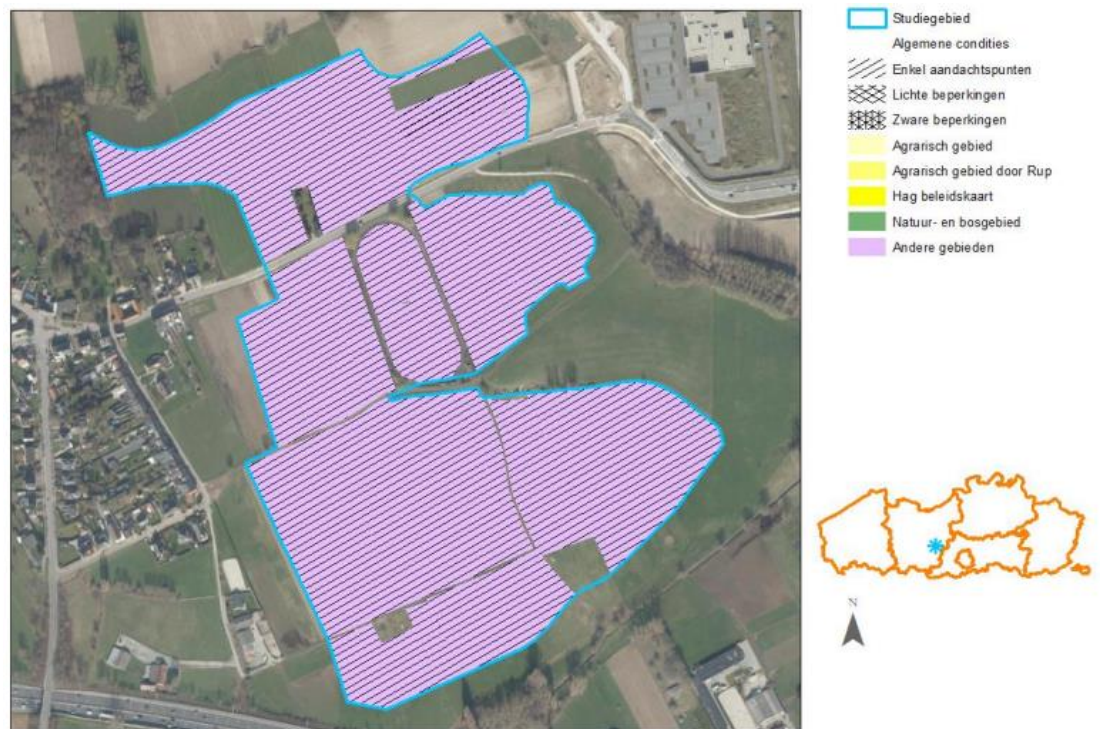 Studiegebied
Algemene condities
Enkel aandachtspunten
Lichte beperkingen
Zware beperkingen
Agrarisch gebied
Agrarisch gebied door Rup
Hag beleidskaart
Natuur- en bosgebied
Andere gebieden
N